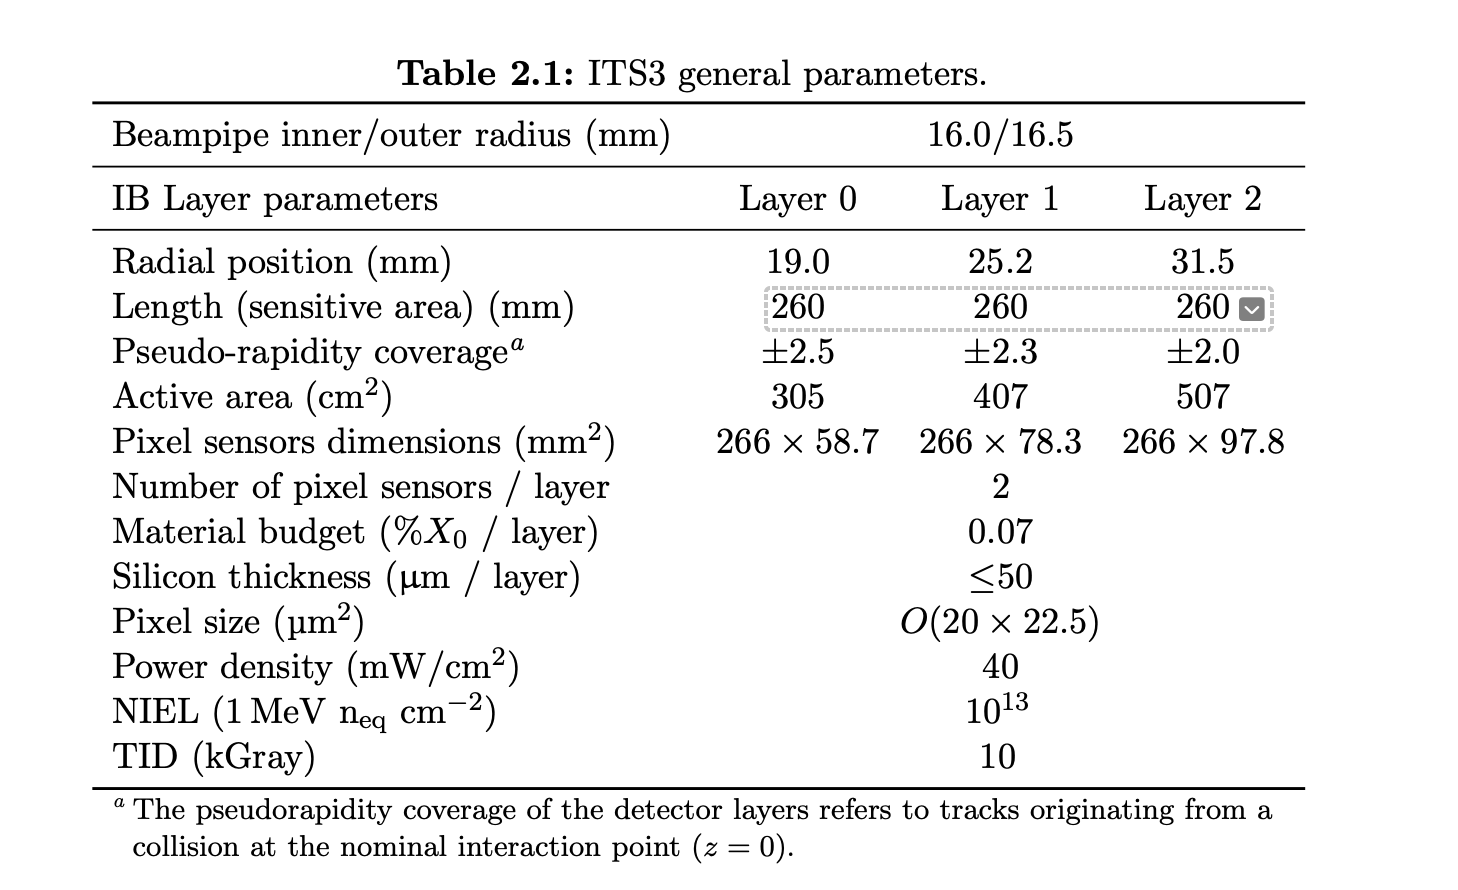 Table 2.1: ITS3 general parameters.
Beampipe inner/outer radius (mm) 16.0/16.5
IB Layer parameters Layer 0 Layer 1 Layer 2
Radial position (mm) 19.0 25.2 31.5
Length (sensitive area) (mm) 260 260 260
Pseudo-rapidity coverageᵃ ±2.5 ±2.3 ±2.0
Active area (cm²) 305 407 507
Pixel sensors dimensions (mm²) 266 × 58.7 266 × 78.3 266 × 97.8
Number of pixel sensors / layer 2
Material budget (%X₀ / layer) 0.07
Silicon thickness (μm / layer) ≤50
Pixel size (μm²) O(20 × 22.5)
Power density (mW/cm²) 40
NIEL (1 MeV n_eq cm⁻²) 10¹³
TID (kGray) 10
ᵃ The pseudorapidity coverage of the detector layers refers to tracks originating from a
collision at the nominal interaction point (z = 0).